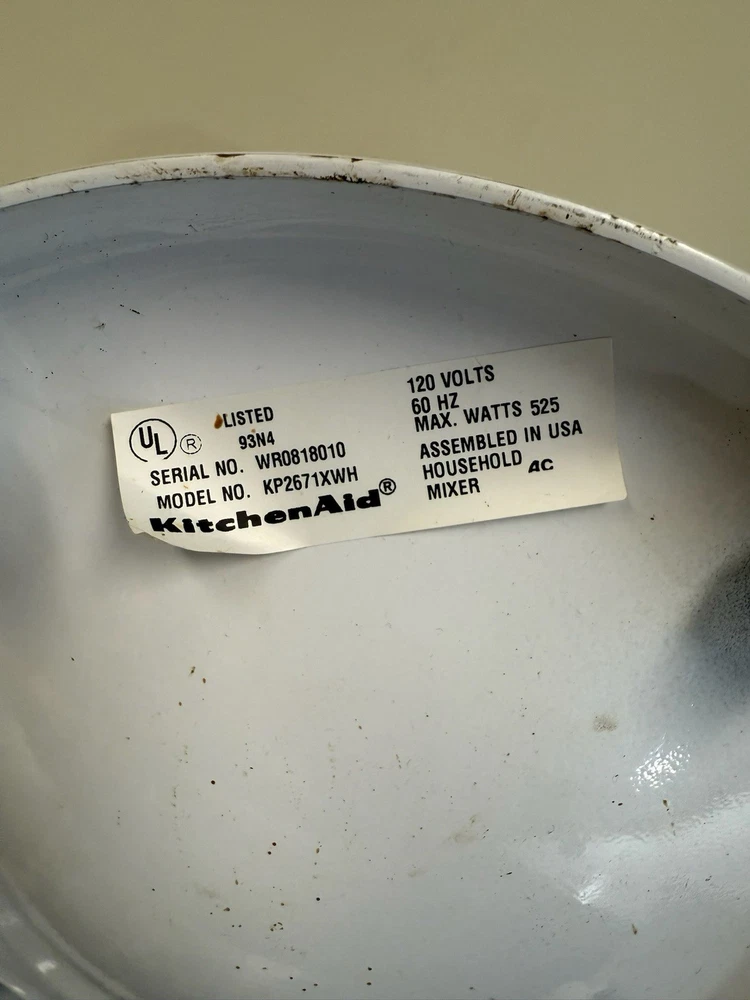 UL ® LISTED
93N4
SERIAL NO. WR0818010
MODEL NO. KP2671XWH
KitchenAid®
120 VOLTS
60 HZ
MAX. WATTS 525
ASSEMBLED IN USA
HOUSEHOLD AC
MIXER